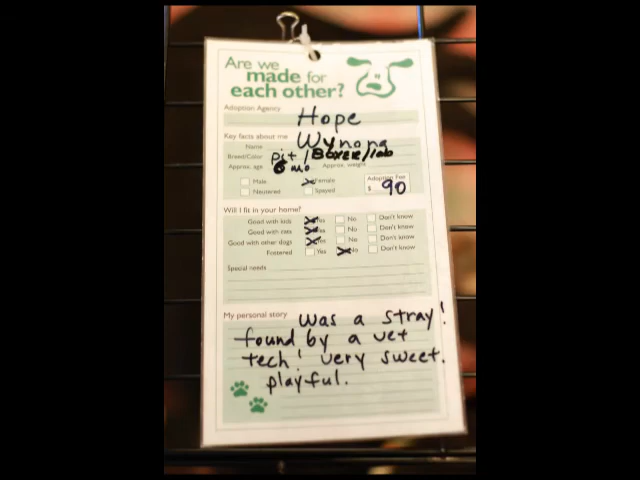 Are we
made for
each other?
Adoption Agency Hope
Key facts about me
Name Wynona
Breed/Color pit / Boxer/lab
Approx. age 6 mo Approx. weight
Male Female Adoption Fee
Neutered Spayed $ 90
Will I fit in your home?
Good with kids Yes No Don't know
Good with cats Yes No Don't know
Good with other dogs Yes No Don't know
Fostered Yes No Don't know
Special needs
My personal story Was a stray!
found by a vet
tech! very sweet.
playful.